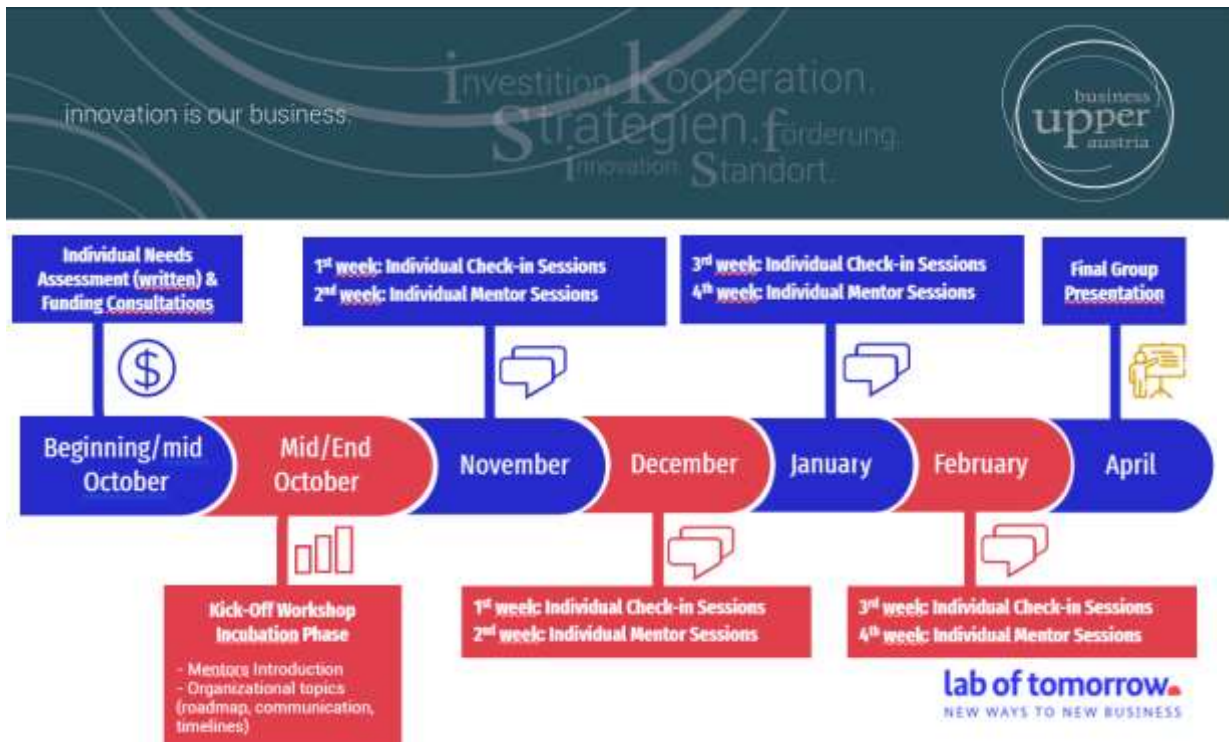 innovation is our business.
investition kooperation.
strategien.förderung.
innovation standort.
business
upper
austria
Individual Needs
Assessment (written) &
Funding Consultations
1st week: Individual Check-in Sessions
2nd week: Individual Mentor Sessions
3rd week: Individual Check-in Sessions
4th week: Individual Mentor Sessions
Final Group
Presentation
$
Beginning/mid
October
Mid/End
October
November
December
January
February
April
Kick-Off Workshop
Incubation Phase
- Mentors Introduction
- Organizational topics
(roadmap, communication,
timelines)
1st week: Individual Check-in Sessions
2nd week: Individual Mentor Sessions
3rd week: Individual Check-in Sessions
4th week: Individual Mentor Sessions
lab of tomorrow
NEW WAYS TO NEW BUSINESS